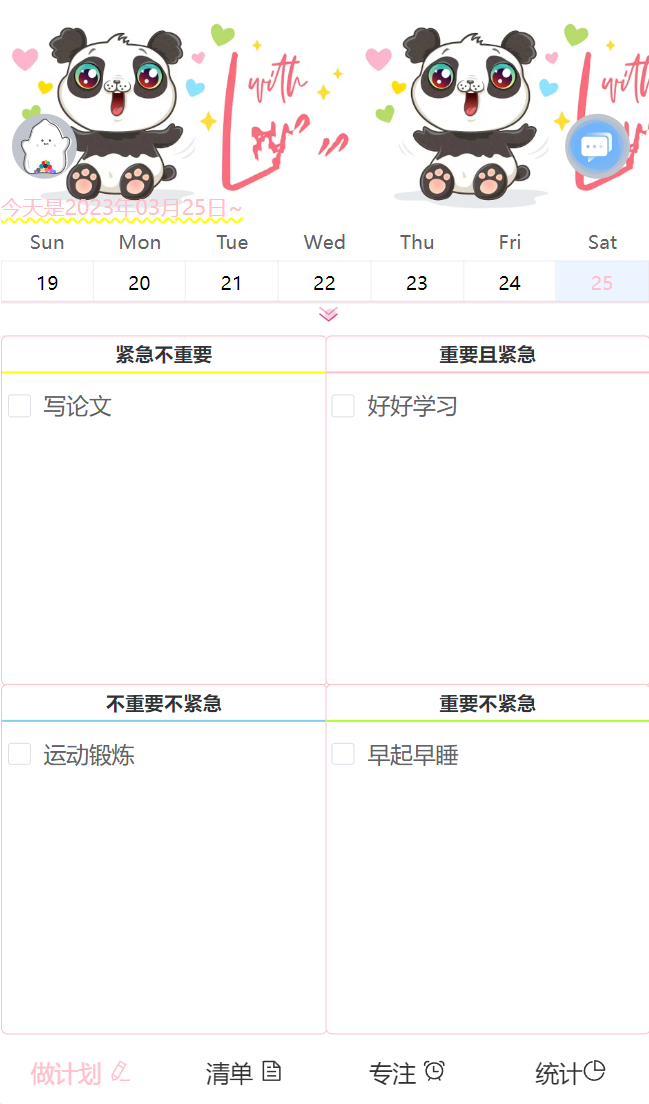 with
今天是2023年03月25日~
Sun Mon Tue Wed Thu Fri Sat
19 20 21 22 23 24 25
紧急不重要 重要且紧急
写论文 好好学习
不重要不紧急 重要不紧急
运动锻炼 早起早睡
做计划 清单 专注 统计